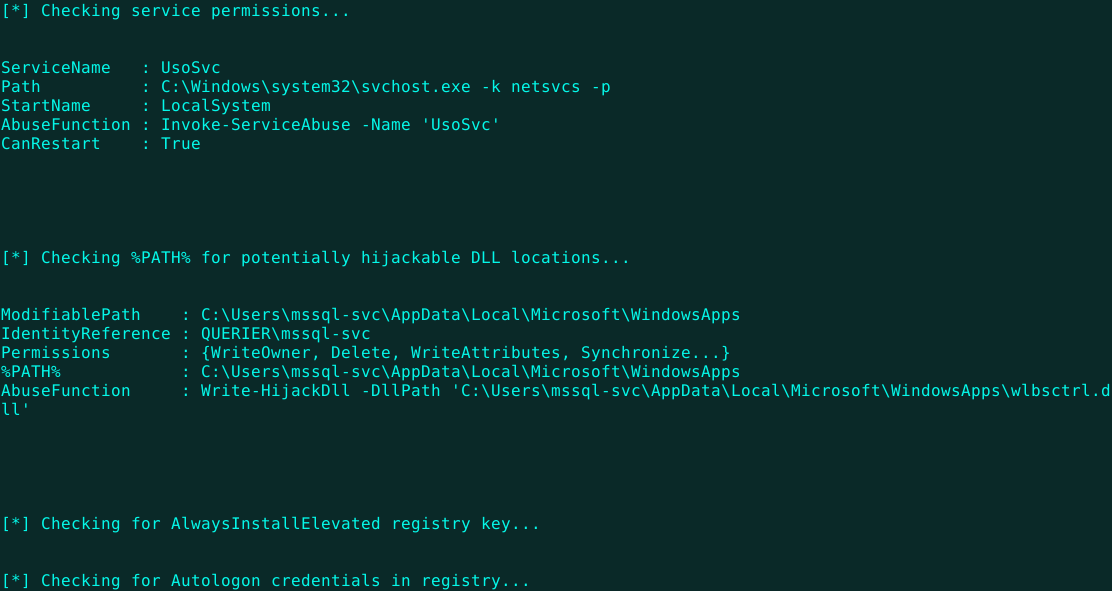 [*] Checking service permissions...
ServiceName   : UsoSvc
Path          : C:\Windows\system32\svchost.exe -k netsvcs -p
StartName     : LocalSystem
AbuseFunction : Invoke-ServiceAbuse -Name 'UsoSvc'
CanRestart    : True
[*] Checking %PATH% for potentially hijackable DLL locations...
ModifiablePath    : C:\Users\mssql-svc\AppData\Local\Microsoft\WindowsApps
IdentityReference : QUERIER\mssql-svc
Permissions       : {WriteOwner, Delete, WriteAttributes, Synchronize...}
%PATH%            : C:\Users\mssql-svc\AppData\Local\Microsoft\WindowsApps
AbuseFunction     : Write-HijackDll -DllPath 'C:\Users\mssql-svc\AppData\Local\Microsoft\WindowsApps\wlbsctrl.d
ll'
[*] Checking for AlwaysInstallElevated registry key...
[*] Checking for Autologon credentials in registry...